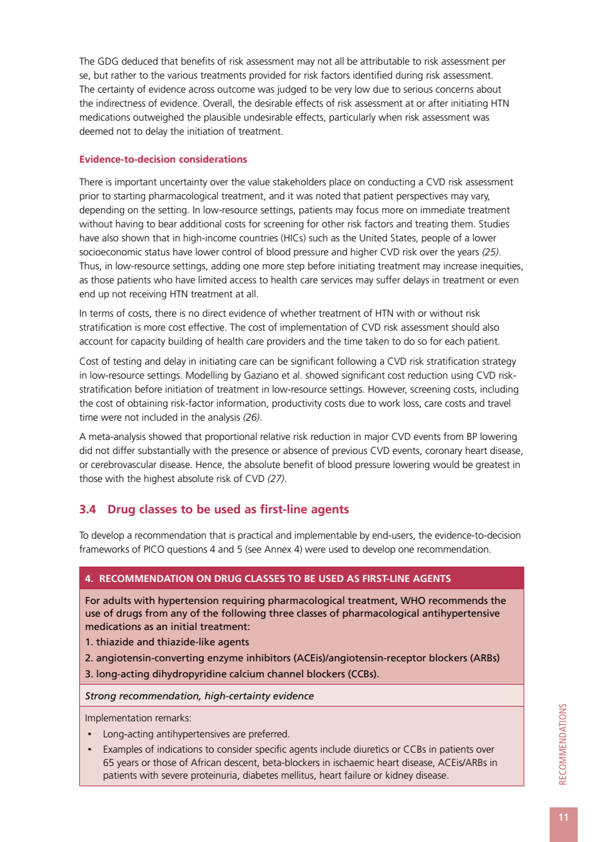 The GDG deduced that benefits of risk assessment may not all be attributable to risk assessment per
se, but rather to the various treatments provided for risk factors identified during risk assessment.
The certainty of evidence across outcome was judged to be very low due to serious concerns about
the indirectness of evidence. Overall, the desirable effects of risk assessment at or after initiating HTN
medications outweighed the plausible undesirable effects, particularly when risk assessment was
deemed not to delay the initiation of treatment.
Evidence-to-decision considerations
There is important uncertainty over the value stakeholders place on conducting a CVD risk assessment
prior to starting pharmacological treatment, and it was noted that patient perspectives may vary,
depending on the setting. In low-resource settings, patients may focus more on immediate treatment
without having to bear additional costs for screening for other risk factors and treating them. Studies
have also shown that in high-income countries (HICs) such as the United States, people of a lower
socioeconomic status have lower control of blood pressure and higher CVD risk over the years (25).
Thus, in low-resource settings, adding one more step before initiating treatment may increase inequities,
as those patients who have limited access to health care services may suffer delays in treatment or even
end up not receiving HTN treatment at all.
In terms of costs, there is no direct evidence of whether treatment of HTN with or without risk
stratification is more cost effective. The cost of implementation of CVD risk assessment should also
account for capacity building of health care providers and the time taken to do so for each patient.
Cost of testing and delay in initiating care can be significant following a CVD risk stratification strategy
in low-resource settings. Modelling by Gaziano et al. showed significant cost reduction using CVD risk-
stratification before initiation of treatment in low-resource settings. However, screening costs, including
the cost of obtaining risk-factor information, productivity costs due to work loss, care costs and travel
time were not included in the analysis (26).
A meta-analysis showed that proportional relative risk reduction in major CVD events from BP lowering
did not differ substantially with the presence or absence of previous CVD events, coronary heart disease,
or cerebrovascular disease. Hence, the absolute benefit of blood pressure lowering would be greatest in
those with the highest absolute risk of CVD (27).
3.4 Drug classes to be used as first-line agents
To develop a recommendation that is practical and implementable by end-users, the evidence-to-decision
frameworks of PICO questions 4 and 5 (see Annex 4) were used to develop one recommendation.
4. RECOMMENDATION ON DRUG CLASSES TO BE USED AS FIRST-LINE AGENTS
For adults with hypertension requiring pharmacological treatment, WHO recommends the
use of drugs from any of the following three classes of pharmacological antihypertensive
medications as an initial treatment:
1. thiazide and thiazide-like agents
2. angiotensin-converting enzyme inhibitors (ACEis)/angiotensin-receptor blockers (ARBs)
3. long-acting dihydropyridine calcium channel blockers (CCBs).
Strong recommendation, high-certainty evidence
Implementation remarks:
▪ Long-acting antihypertensives are preferred.
▪ Examples of indications to consider specific agents include diuretics or CCBs in patients over
65 years or those of African descent, beta-blockers in ischaemic heart disease, ACEis/ARBs in
patients with severe proteinuria, diabetes mellitus, heart failure or kidney disease.
RECOMMENDATIONS
11